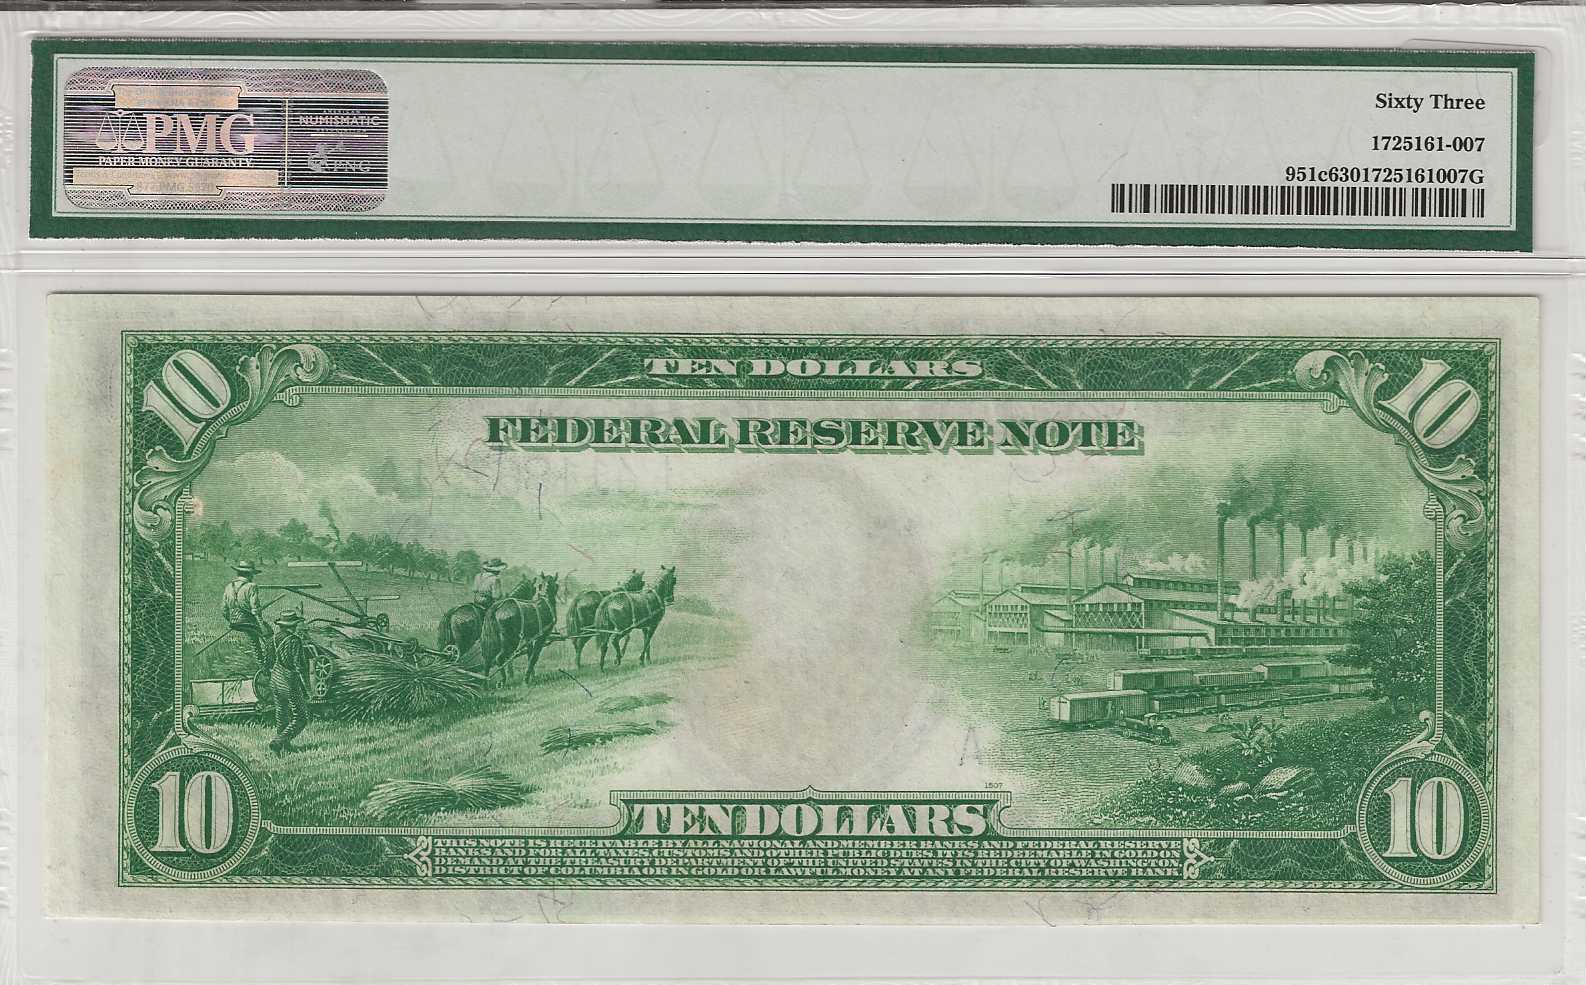 PMG
PAPER MONEY GUARANTY
877-PMG-5570
NUMISMATIC
PNG
Sixty Three
1725161-007
951c6301725161007G
10
TEN DOLLARS
10
FEDERAL RESERVE NOTE
1507
10
TEN DOLLARS
10
THIS NOTE IS RECEIVABLE BY ALL NATIONAL AND MEMBER BANKS AND FEDERAL RESERVE
BANKS AND FOR ALL TAXES, CUSTOMS AND OTHER PUBLIC DUES. IT IS REDEEMABLE IN GOLD ON
DEMAND AT THE TREASURY DEPARTMENT OF THE UNITED STATES IN THE CITY OF WASHINGTON,
DISTRICT OF COLUMBIA OR IN GOLD OR LAWFUL MONEY AT ANY FEDERAL RESERVE BANK.